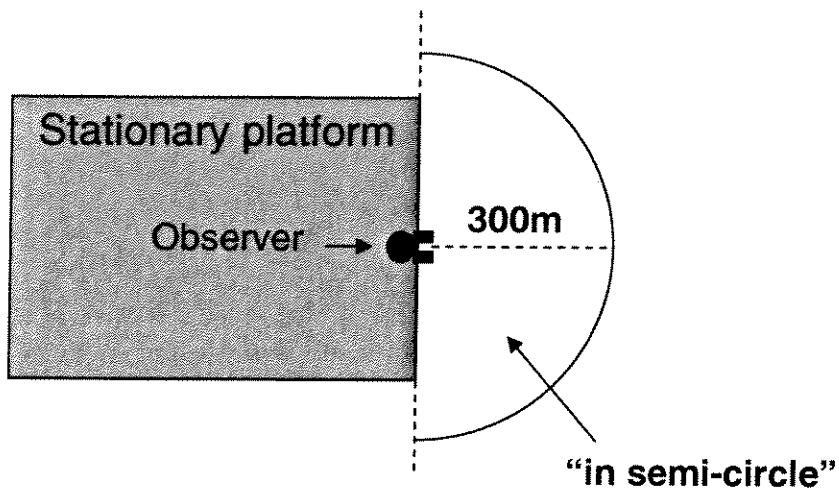 Stationary platform
Observer
300m
“in semi-circle”